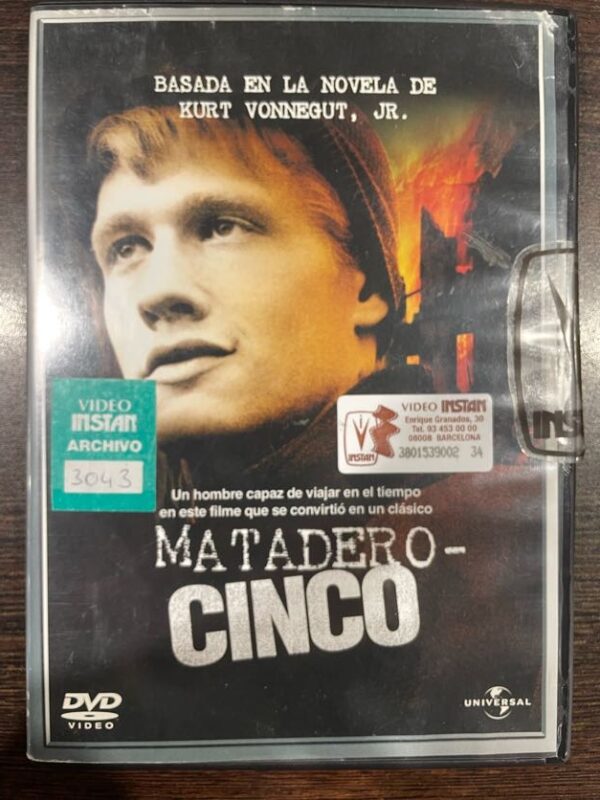 BASADA EN LA NOVELA DE
KURT VONNEGUT, JR.
VIDEO
INSTAN
ARCHIVO
3043
VIDEO INSTAN
Enrique Granados, 30
Tel. 93 453 00 00
08008 BARCELONA
3801539002 34
INSTAN
INS
Un hombre capaz de viajar en el tiempo
en este filme que se convirtió en un clásico
MATADERO-
CINCO
DVD
VIDEO
UNIVERSAL